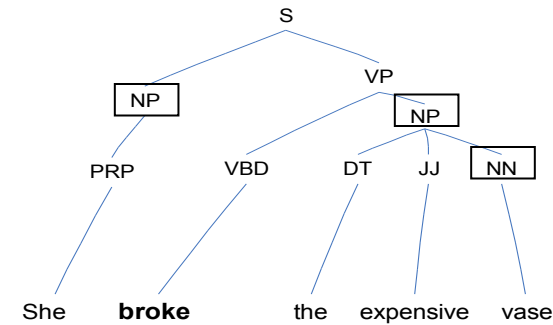 S
VP
NP
NP
PRP VBD DT JJ NN
She broke the expensive vase